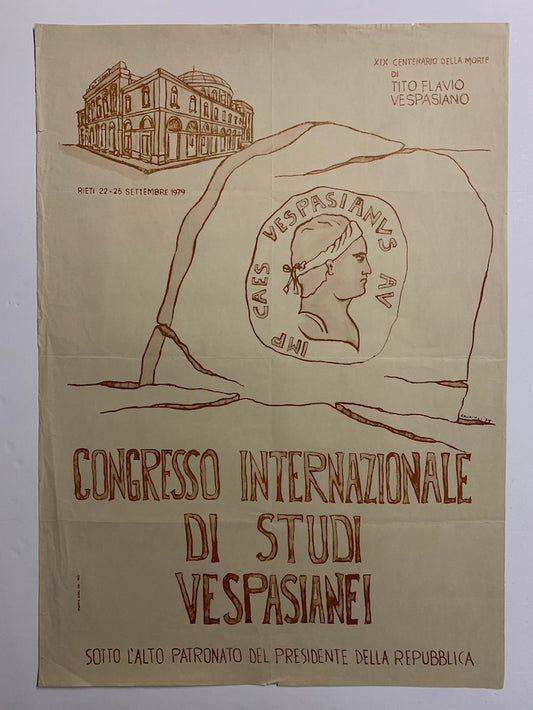 XIX CENTENARIO DELLA MORTE
DI
TITO FLAVIO
VESPASIANO
RIETI 22-25 SETTEMBRE 1979
IMP CAES VESPASIANVS AV
CONGRESSO INTERNAZIONALE
DI STUDI
VESPASIANEI
SOTTO L'ALTO PATRONATO DEL PRESIDENTE DELLA REPUBBLICA